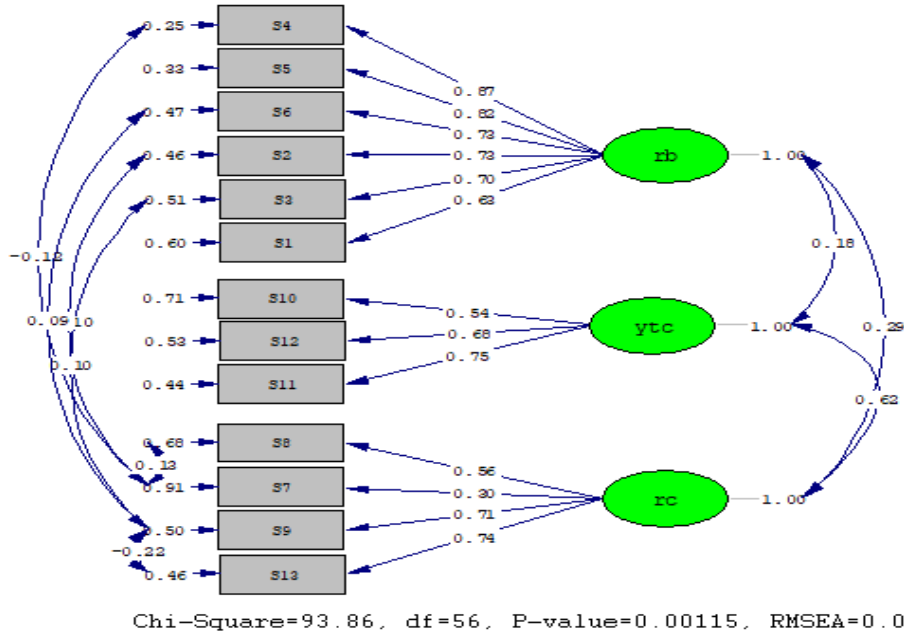 0.25 S4
0.33 S5 0.87
0.47 S6 0.82
0.73
0.46 S2 0.73 rb 1.00
0.70
0.51 S3 0.63
0.60 S1 0.18
-0.12
0.71 S10 0.54
0.09 10 0.53 S12 0.68 ytc 1.00 0.29
0.75
0.10 0.44 S11 0.62
0.68 S8
0.13 0.56
0.91 S7 0.30 rc 1.00
0.71
0.50 S9 0.74
-0.22
0.46 S13
Chi-Square=93.86, df=56, P-value=0.00115, RMSEA=0.0